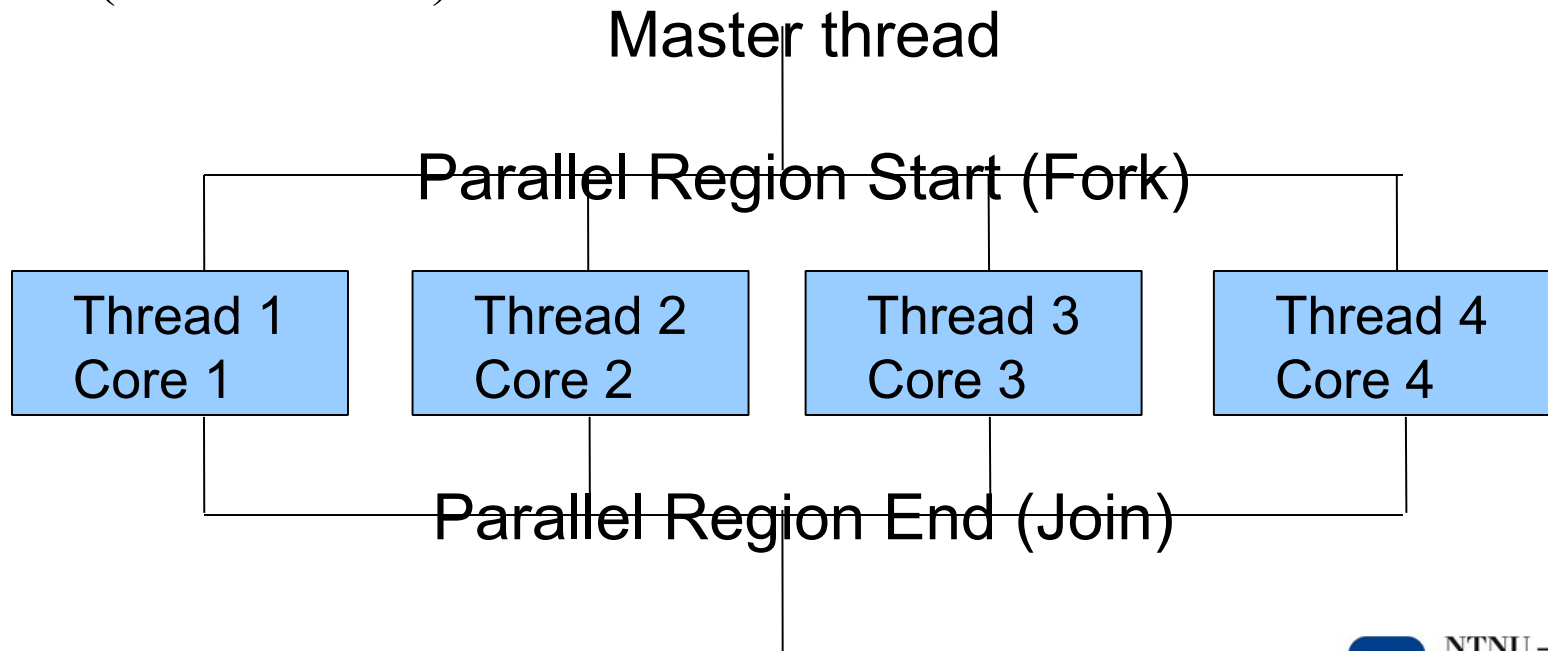 Master thread
Parallel Region Start (Fork)
Thread 1
Core 1
Thread 2
Core 2
Thread 3
Core 3
Thread 4
Core 4
Parallel Region End (Join)
NTNU –